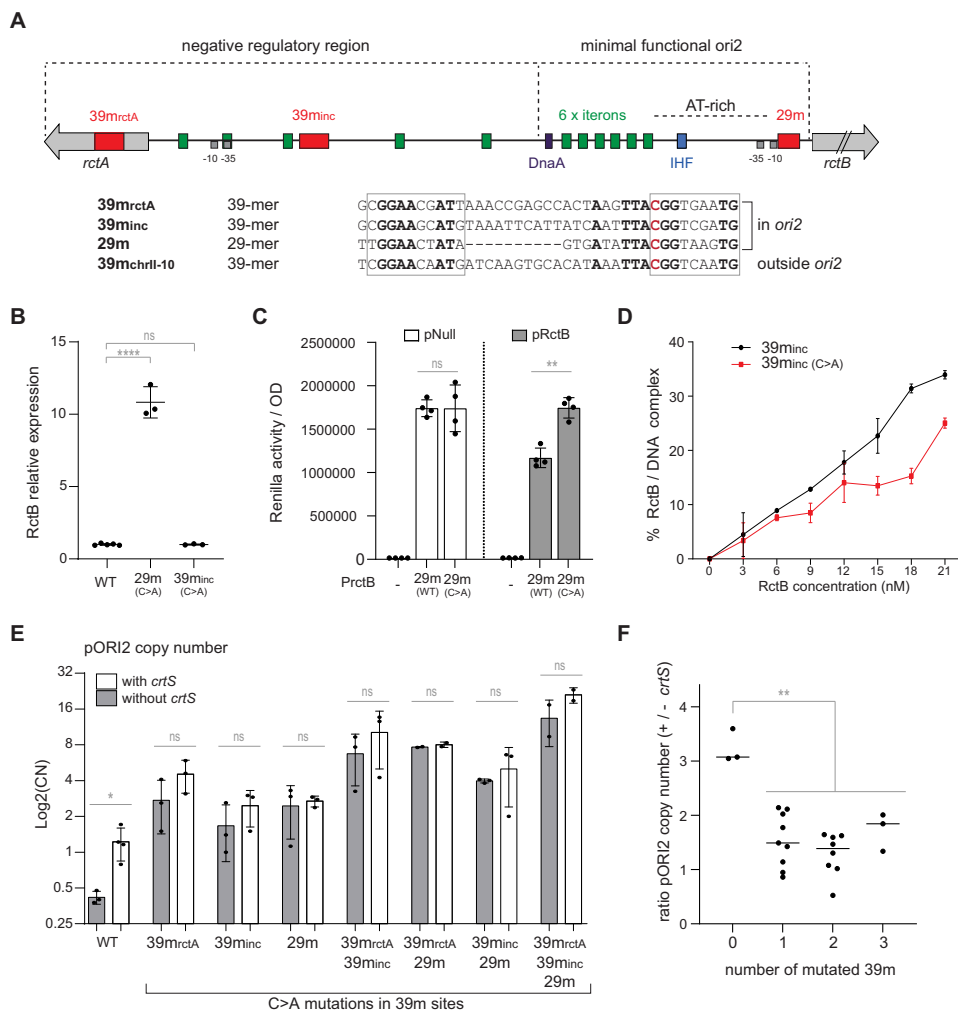 A
negative regulatory region
minimal functional ori2
39mrctA
39minc
6 x iterons
AT-rich
29m
rctA
-10 -35
DnaA
IHF
-35 -10
rctB
39mrctA 39-mer GCGGAACGATTAAACCGAGCCACTAAGTTACGGTGAATG
39minc 39-mer GCGGAAGCATGTAAATTCATTATCAATTTACGGTCGATG
29m 29-mer TTGGAACTATA----------GTGATATTACGGTAAGTG
in ori2
39mchrII-10 39-mer TCGGAACAATGATCAAGTGCACATAAATTACGGTCAATG
outside ori2
B
RctB relative expression
15
10
5
1
0
ns
****
WT
29m
(C>A)
39minc
(C>A)
C
pNull
pRctB
Renilla activity / OD
2000000
1500000
1000000
500000
0
ns
**
PrctB
- 29m 29m - 29m 29m
(WT) (C>A) (WT) (C>A)
D
39minc
39minc (C>A)
% RctB / DNA complex
50
40
30
20
10
0
0 3 6 9 12 15 18 21
RctB concentration (nM)
E
pORI2 copy number
with crtS
without crtS
Log2(CN)
32
16
8
4
2
1
0.5
0.25
*
ns
ns
ns
ns
ns
ns
ns
WT
39mrctA
39minc
29m
39mrctA
39minc
39mrctA
29m
39minc
29m
39mrctA
39minc
29m
C>A mutations in 39m sites
F
ratio pORI2 copy number (+ / - crtS)
4
3
2
1
0
**
0 1 2 3
number of mutated 39m